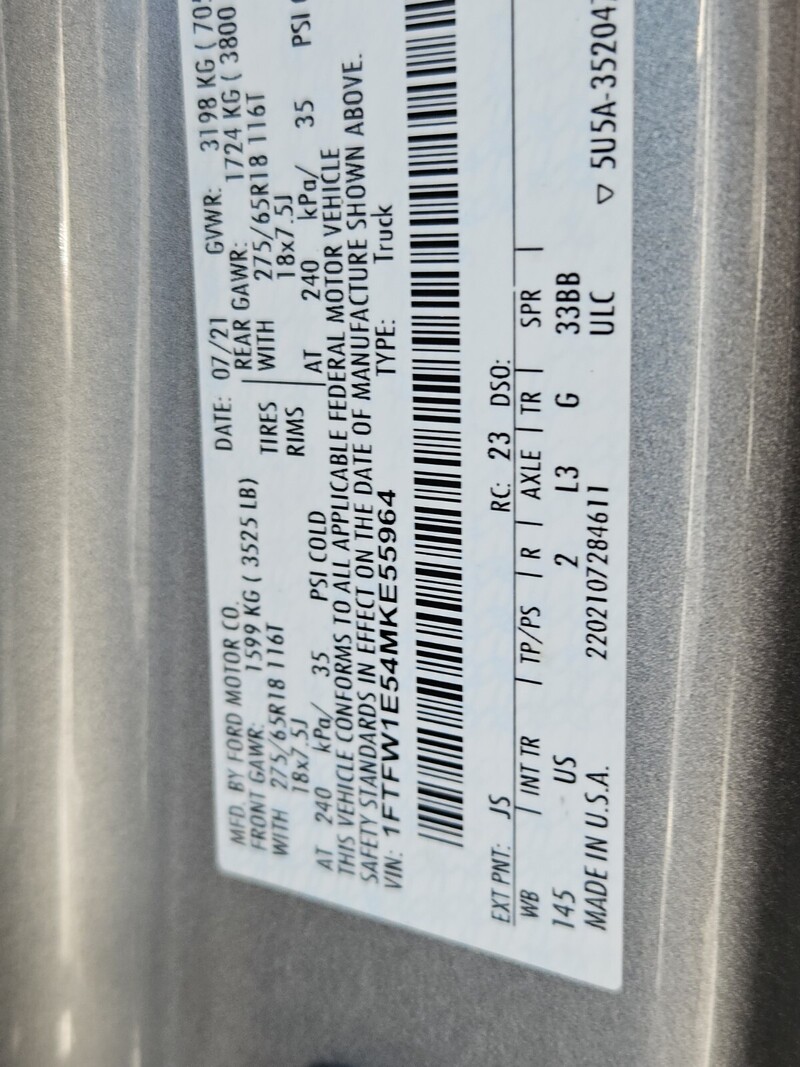 MFD. BY FORD MOTOR CO. DATE: 07/21 GVWR: 3198 KG ( 705
FRONT GAWR: 1599 KG ( 3525 LB) REAR GAWR: 1724 KG ( 3800
WITH 275/65R18 116T TIRES WITH 275/65R18 116T
18x7.5J RIMS 18x7.5J
AT 240 kPa/ 35 PSI COLD AT 240 kPa/ 35 PSI
THIS VEHICLE CONFORMS TO ALL APPLICABLE FEDERAL MOTOR VEHICLE
SAFETY STANDARDS IN EFFECT ON THE DATE OF MANUFACTURE SHOWN ABOVE.
VIN: 1FTFW1E54MKE55964 TYPE: Truck
EXT PNT: JS RC: 23 DSO:
WB | INT TR | TP/PS | R | AXLE | TR | SPR |
145 US 2 L3 G 33BB
MADE IN U.S.A. 2202107284611 ULC ▽ 5U5A-35204